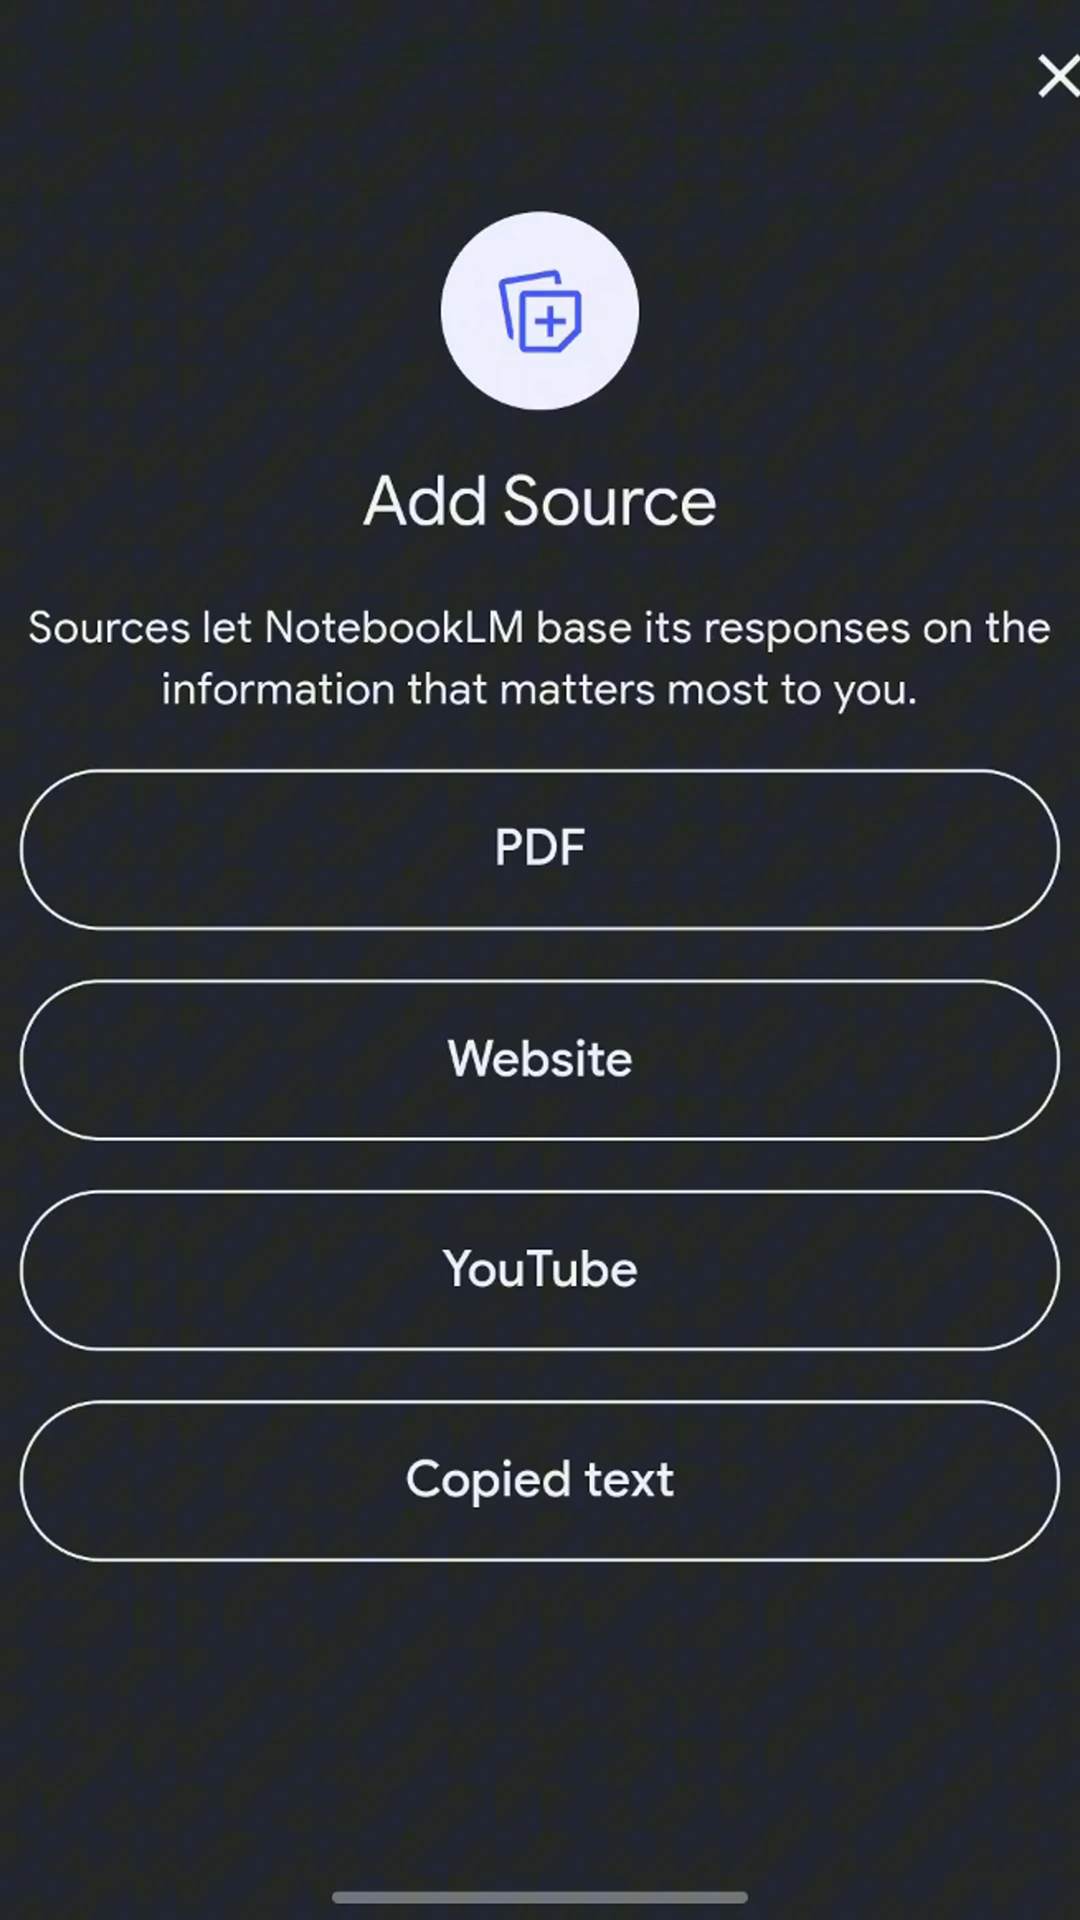 Add Source
Sources let NotebookLM base its responses on the
information that matters most to you.
PDF
Website
YouTube
Copied text